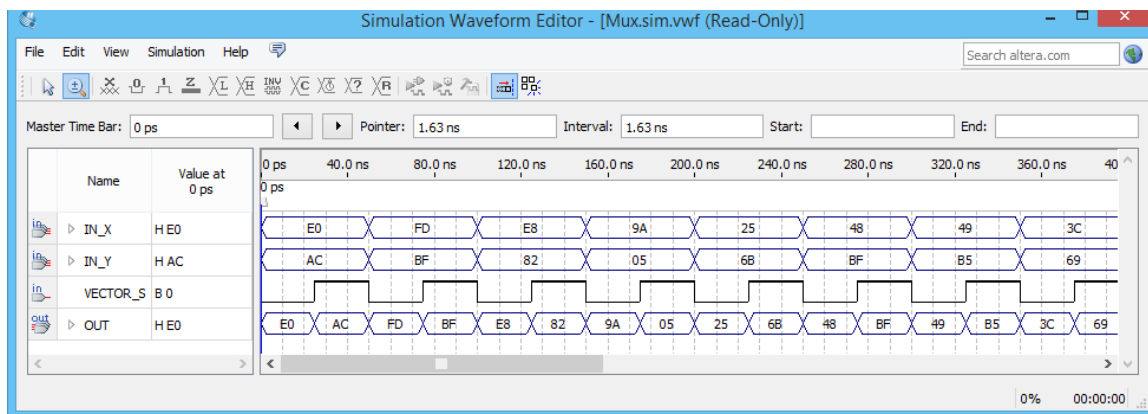 Simulation Waveform Editor - [Mux.sim.vwf (Read-Only)]
File Edit View Simulation Help Search altera.com
Master Time Bar: 0 ps Pointer: 1.63 ns Interval: 1.63 ns Start: End:
Name Value at 0 ps 0 ps 40.0 ns 80.0 ns 120.0 ns 160.0 ns 200.0 ns 240.0 ns 280.0 ns 320.0 ns 360.0 ns 40
0 ps
IN_X H E0 E0 FD E8 9A 25 48 49 3C
IN_Y H AC AC BF 82 05 6B BF B5 69
VECTOR_S B 0
OUT H E0 E0 AC FD BF E8 82 9A 05 25 6B 48 BF 49 B5 3C 69
0% 00:00:00